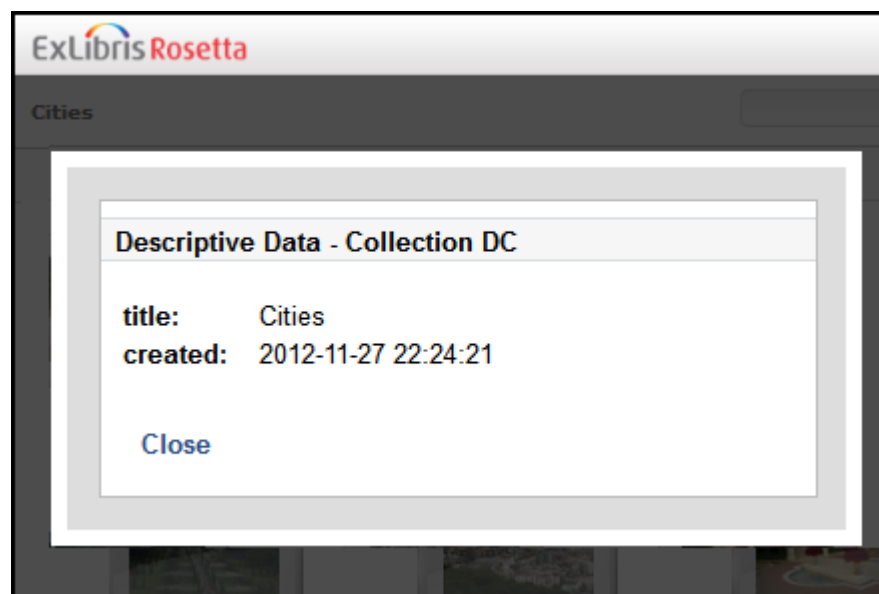 ExLibris Rosetta
Cities
Descriptive Data - Collection DC
title: Cities
created: 2012-11-27 22:24:21
Close